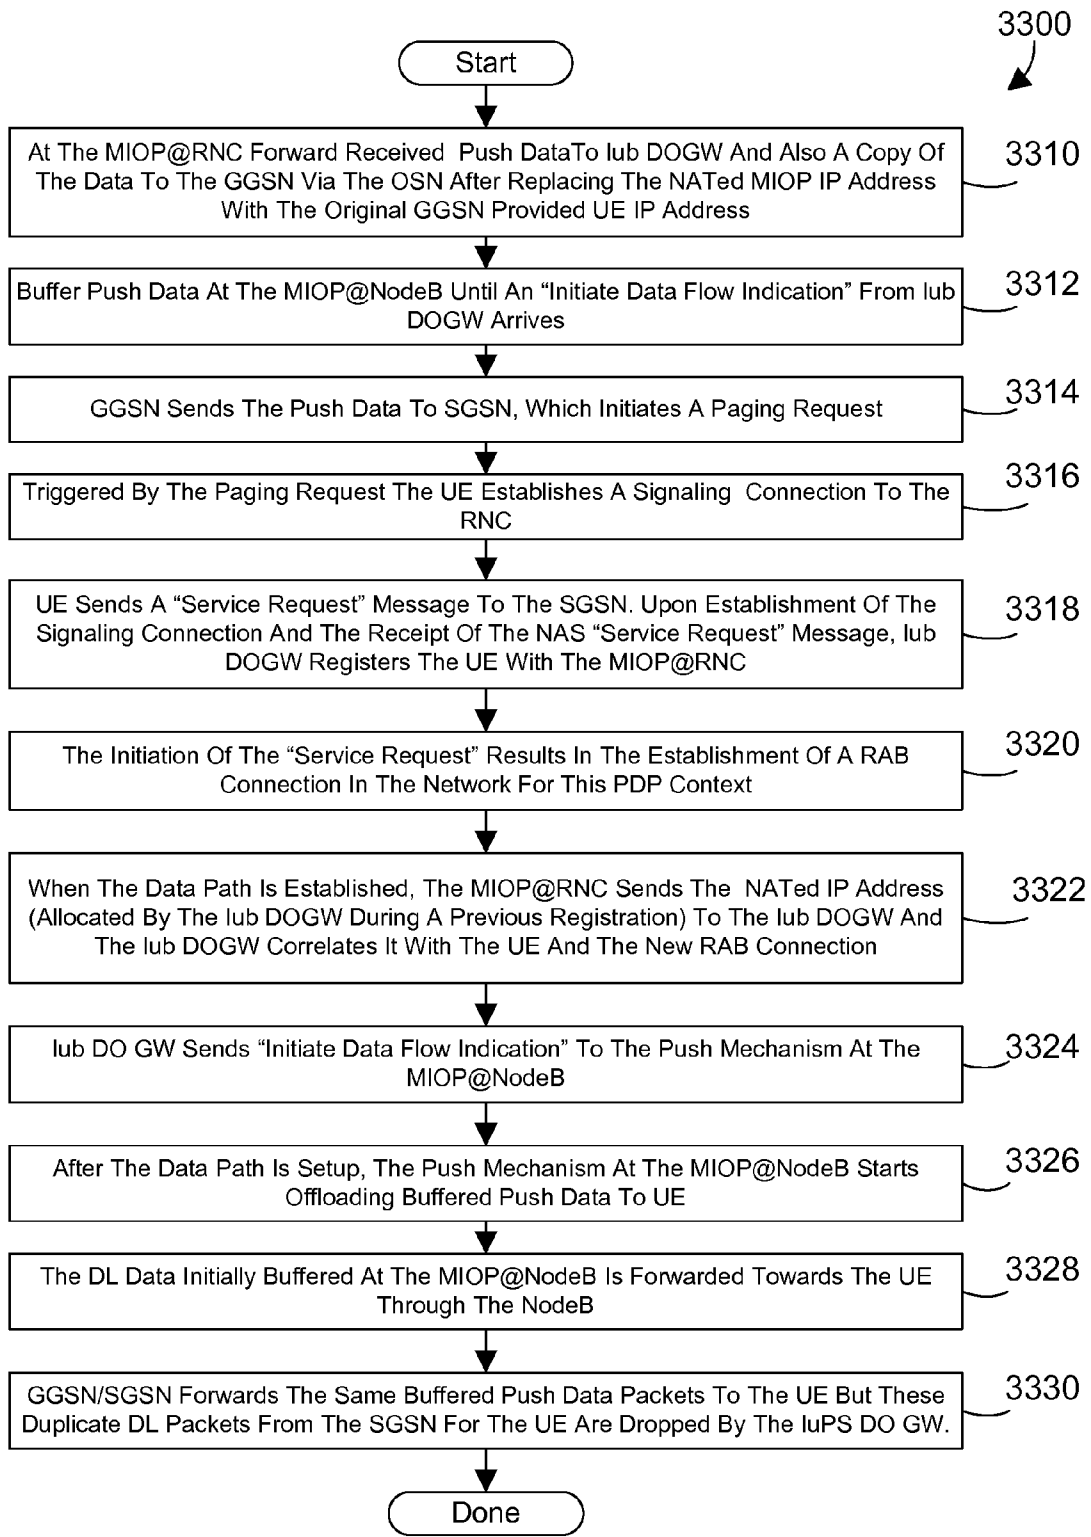 3300
Start
At The MIOP@RNC Forward Received Push DataTo Iub DOGW And Also A Copy Of
The Data To The GGSN Via The OSN After Replacing The NATed MIOP IP Address
With The Original GGSN Provided UE IP Address
3310
Buffer Push Data At The MIOP@NodeB Until An “Initiate Data Flow Indication” From Iub
DOGW Arrives
3312
GGSN Sends The Push Data To SGSN, Which Initiates A Paging Request
3314
Triggered By The Paging Request The UE Establishes A Signaling Connection To The
RNC
3316
UE Sends A “Service Request” Message To The SGSN. Upon Establishment Of The
Signaling Connection And The Receipt Of The NAS “Service Request” Message, Iub
DOGW Registers The UE With The MIOP@RNC
3318
The Initiation Of The “Service Request” Results In The Establishment Of A RAB
Connection In The Network For This PDP Context
3320
When The Data Path Is Established, The MIOP@RNC Sends The NATed IP Address
(Allocated By The Iub DOGW During A Previous Registration) To The Iub DOGW And
The Iub DOGW Correlates It With The UE And The New RAB Connection
3322
Iub DO GW Sends “Initiate Data Flow Indication” To The Push Mechanism At The
MIOP@NodeB
3324
After The Data Path Is Setup, The Push Mechanism At The MIOP@NodeB Starts
Offloading Buffered Push Data To UE
3326
The DL Data Initially Buffered At The MIOP@NodeB Is Forwarded Towards The UE
Through The NodeB
3328
GGSN/SGSN Forwards The Same Buffered Push Data Packets To The UE But These
Duplicate DL Packets From The SGSN For The UE Are Dropped By The IuPS DO GW.
3330
Done